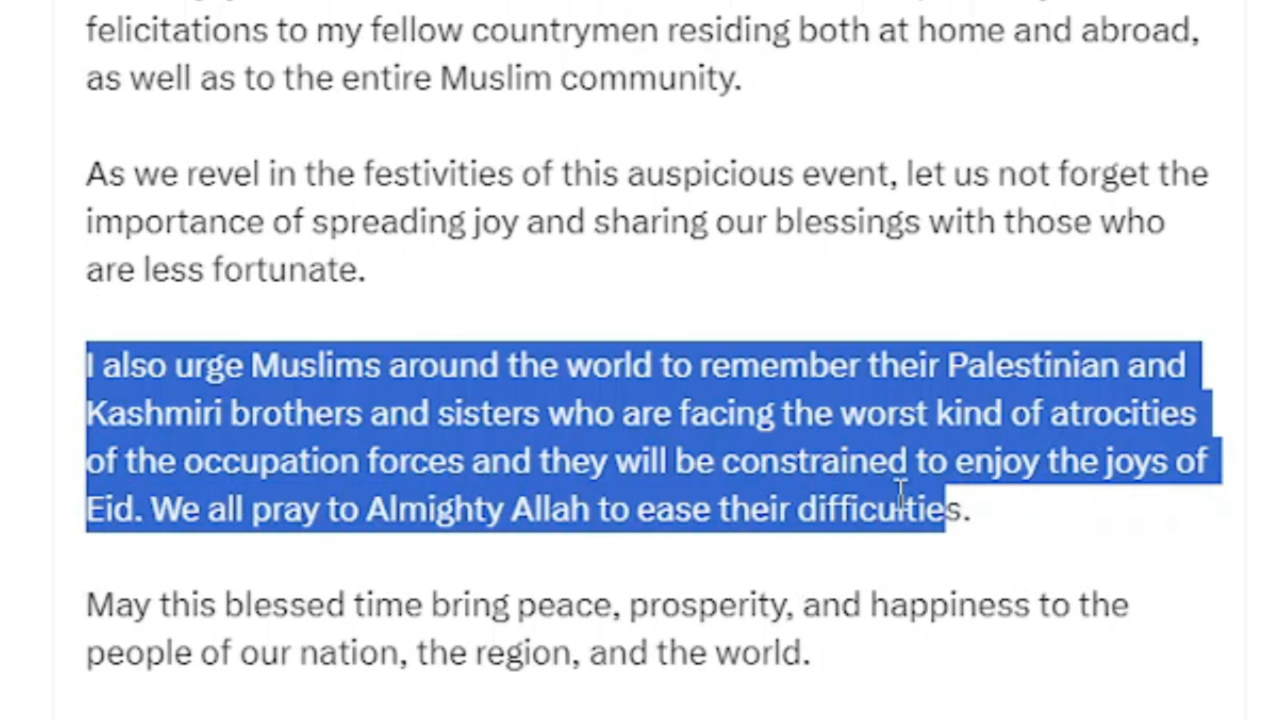 felicitations to my fellow countrymen residing both at home and abroad,
as well as to the entire Muslim community.
As we revel in the festivities of this auspicious event, let us not forget the
importance of spreading joy and sharing our blessings with those who
are less fortunate.
I also urge Muslims around the world to remember their Palestinian and
Kashmiri brothers and sisters who are facing the worst kind of atrocities
of the occupation forces and they will be constrained to enjoy the joys of
Eid. We all pray to Almighty Allah to ease their difficulties.
May this blessed time bring peace, prosperity, and happiness to the
people of our nation, the region, and the world.